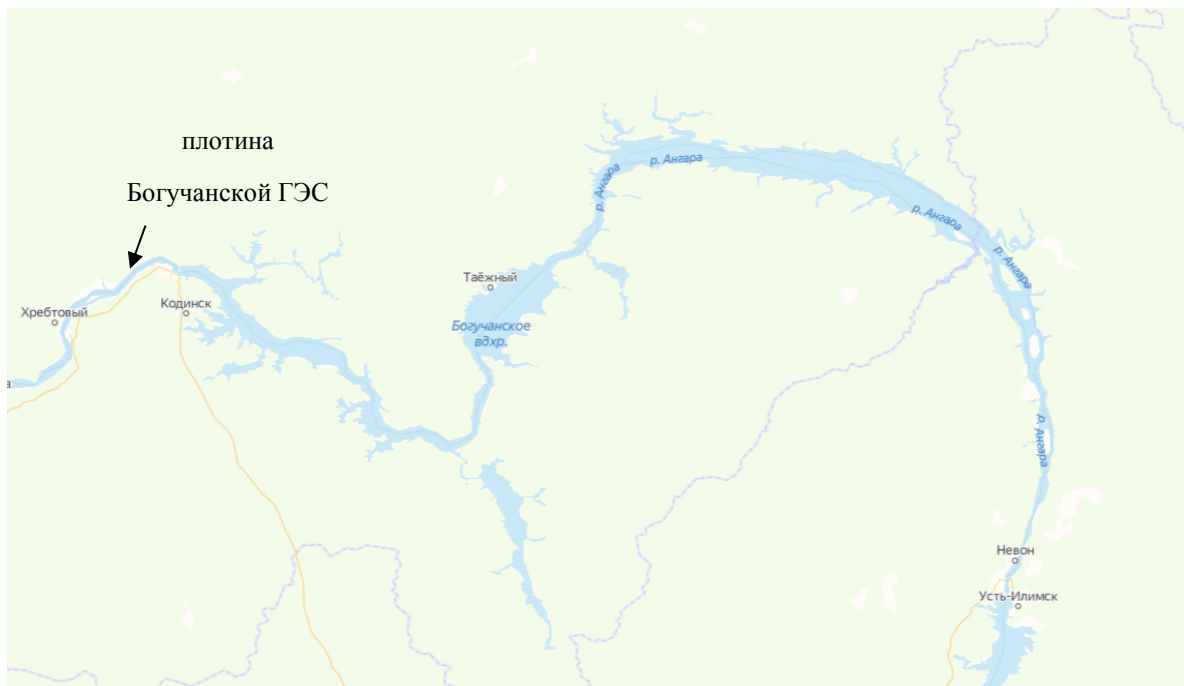 плотина
Богучанской ГЭС
р. Ангара
р. Ангара
р. Ангара
р. Ангара
Таёжный
Хребтовый
Кодинск
Богучанское
вдхр.
а
р. Ангара
Невон
Усть-Илимск